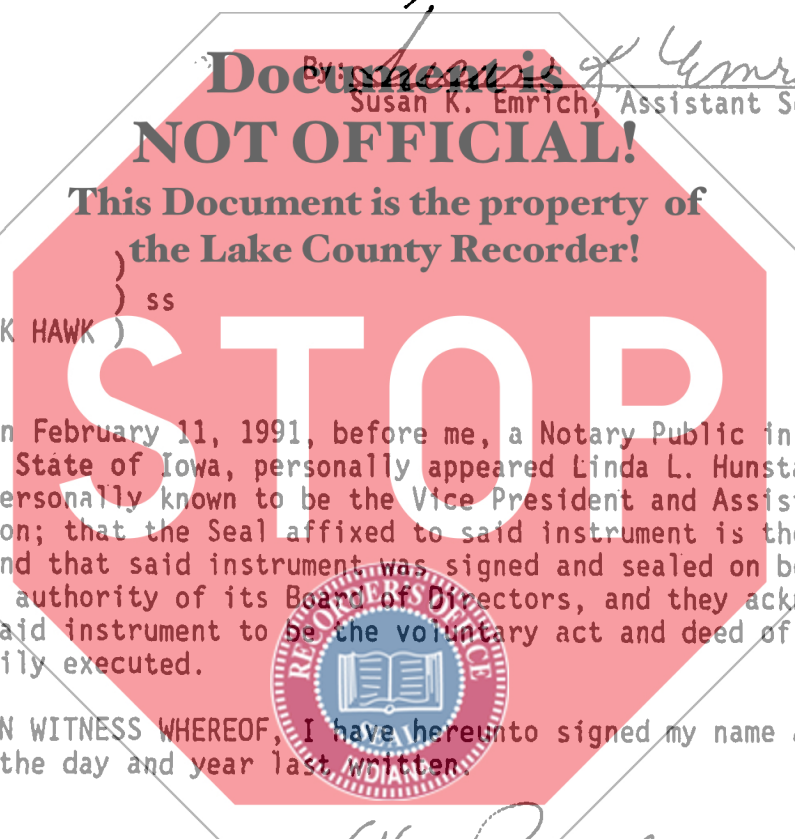 By:
Document is
Susan K. Emrich, Assistant S
NOT OFFICIAL!
This Document is the property of
the Lake County Recorder!
)
) ss
K HAWK )
STOP
n February 11, 1991, before me, a Notary Public in
State of Iowa, personally appeared Linda L. Hunst
ersonally known to be the Vice President and Assis
on; that the Seal affixed to said instrument is th
nd that said instrument was signed and sealed on b
authority of its Board of Directors, and they ack
aid instrument to be the voluntary act and deed of
ily executed.
RECORDER'S OFFICE
SEAL
INDIANA
N WITNESS WHEREOF, I have hereunto signed my name
the day and year last written.